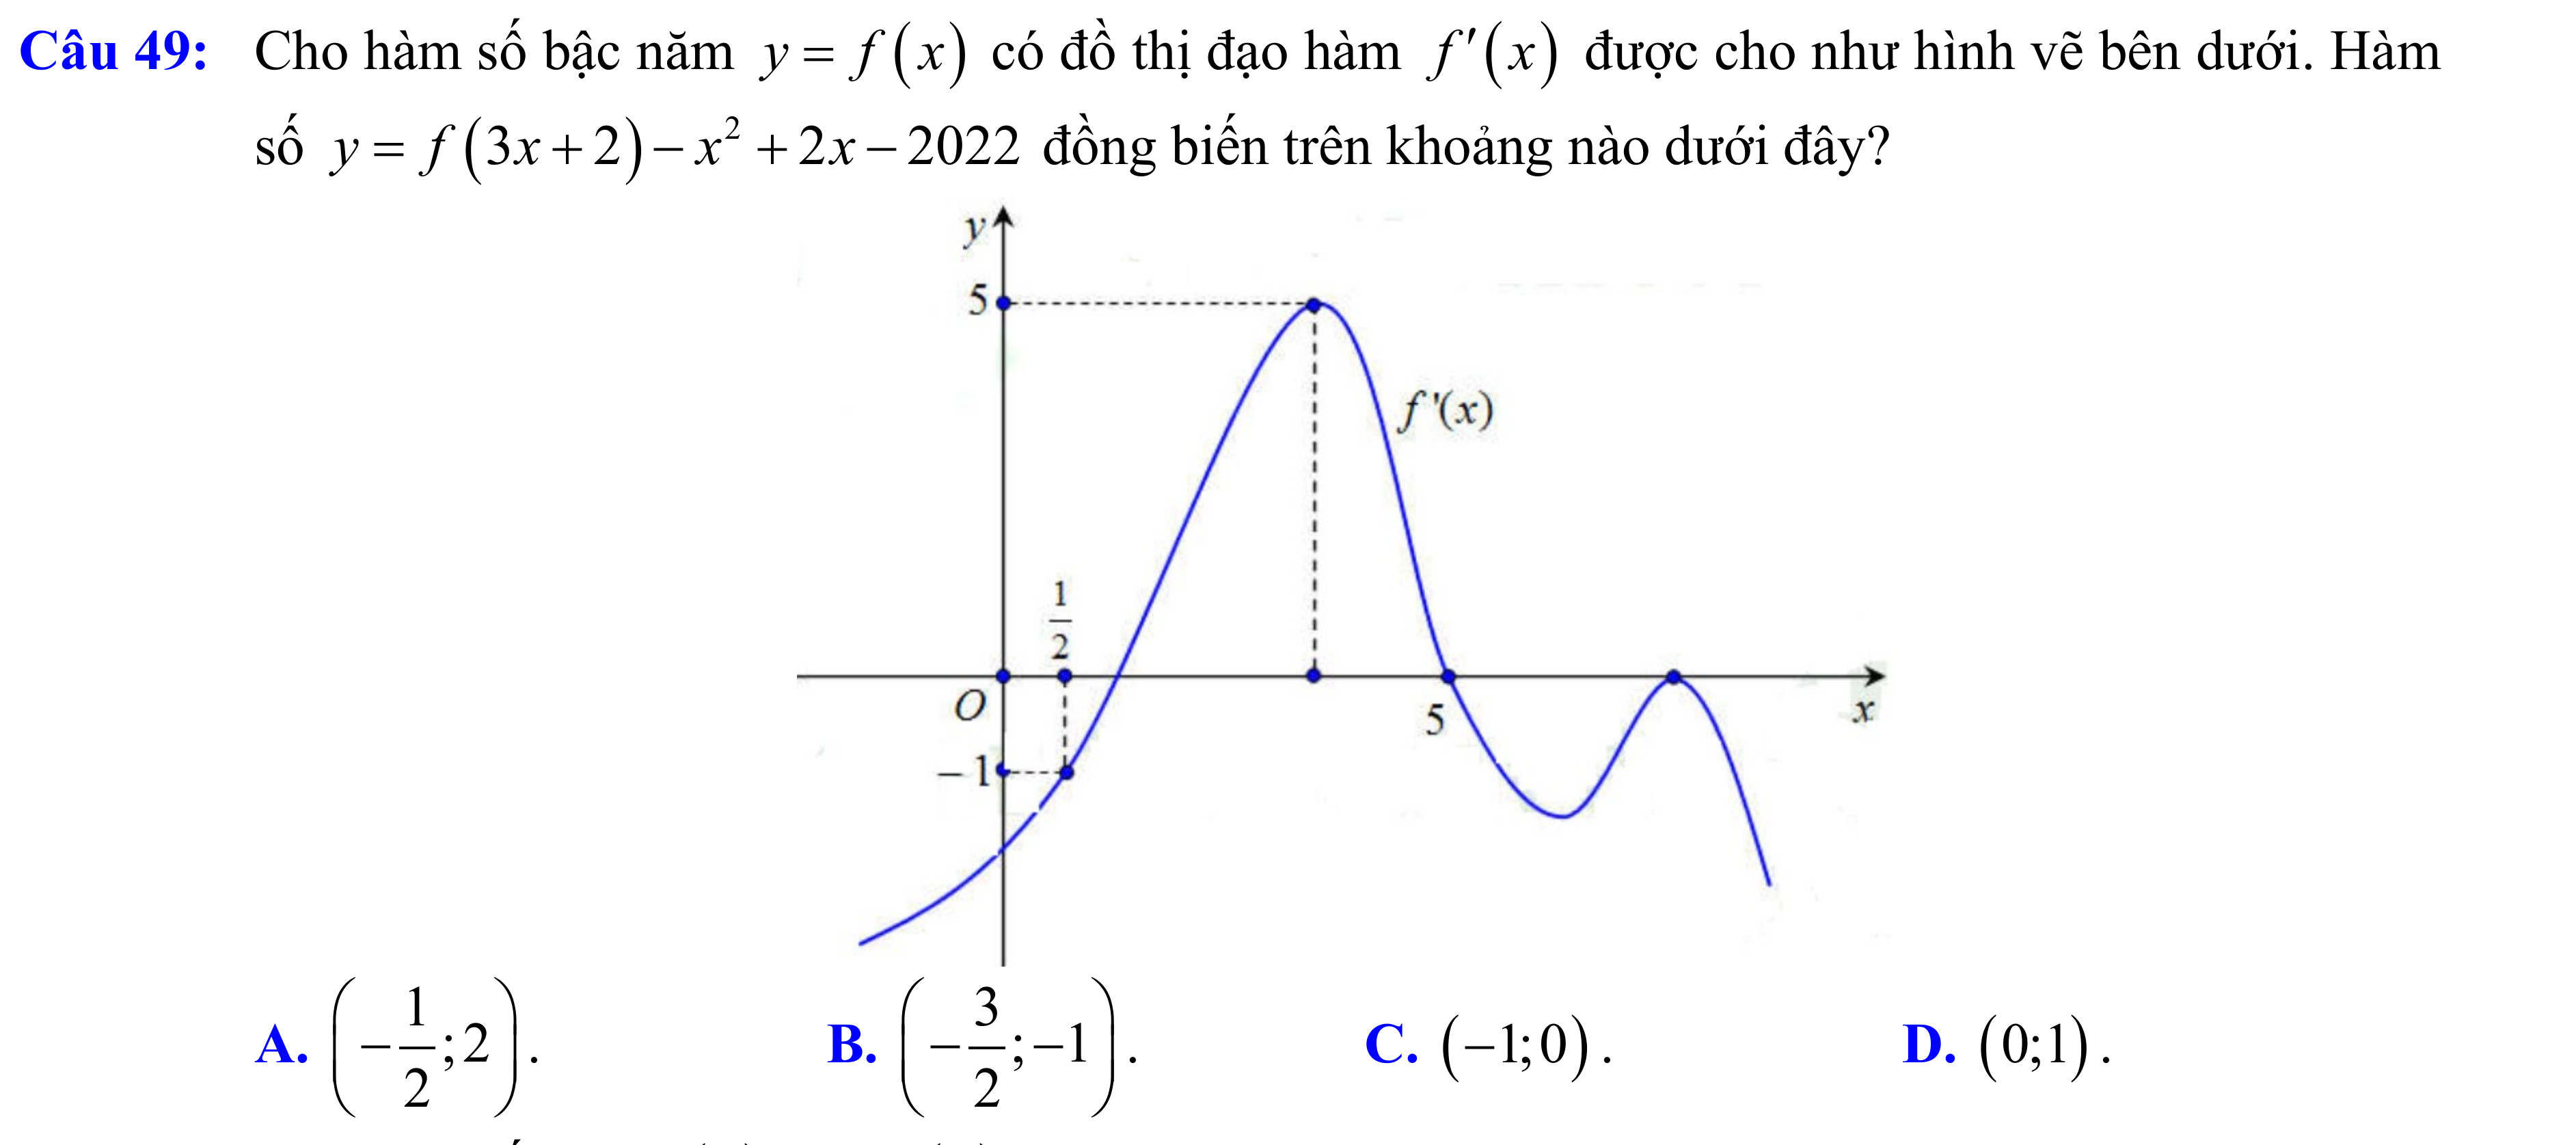 Câu 49: Cho hàm số bậc năm y = f(x) có đồ thị đạo hàm f′(x) được cho như hình vẽ bên dưới. Hàm
số y = f(3x+2) − x² + 2x − 2022 đồng biến trên khoảng nào dưới đây?
y
5
f'(x)
1/2
O
5
x
−1
A. (−1/2; 2). B. (−3/2; −1). C. (−1; 0). D. (0; 1).